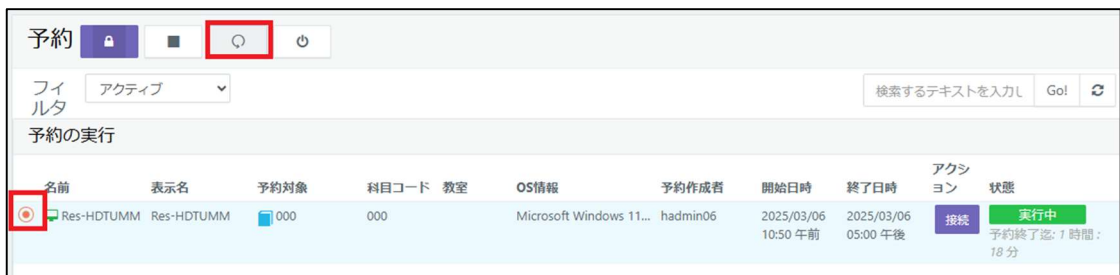 予約
フィルタ
アクティブ
検索するテキストを入力し
Go!
予約の実行
名前 表示名 予約対象 科目コード 教室 OS情報 予約作成者 開始日時 終了日時 アクション 状態
Res-HDTUMM Res-HDTUMM 000 000 Microsoft Windows 11... hadmin06 2025/03/06 10:50 午前 2025/03/06 05:00 午後 接続 実行中
予約終了迄: 1 時間 :
18 分